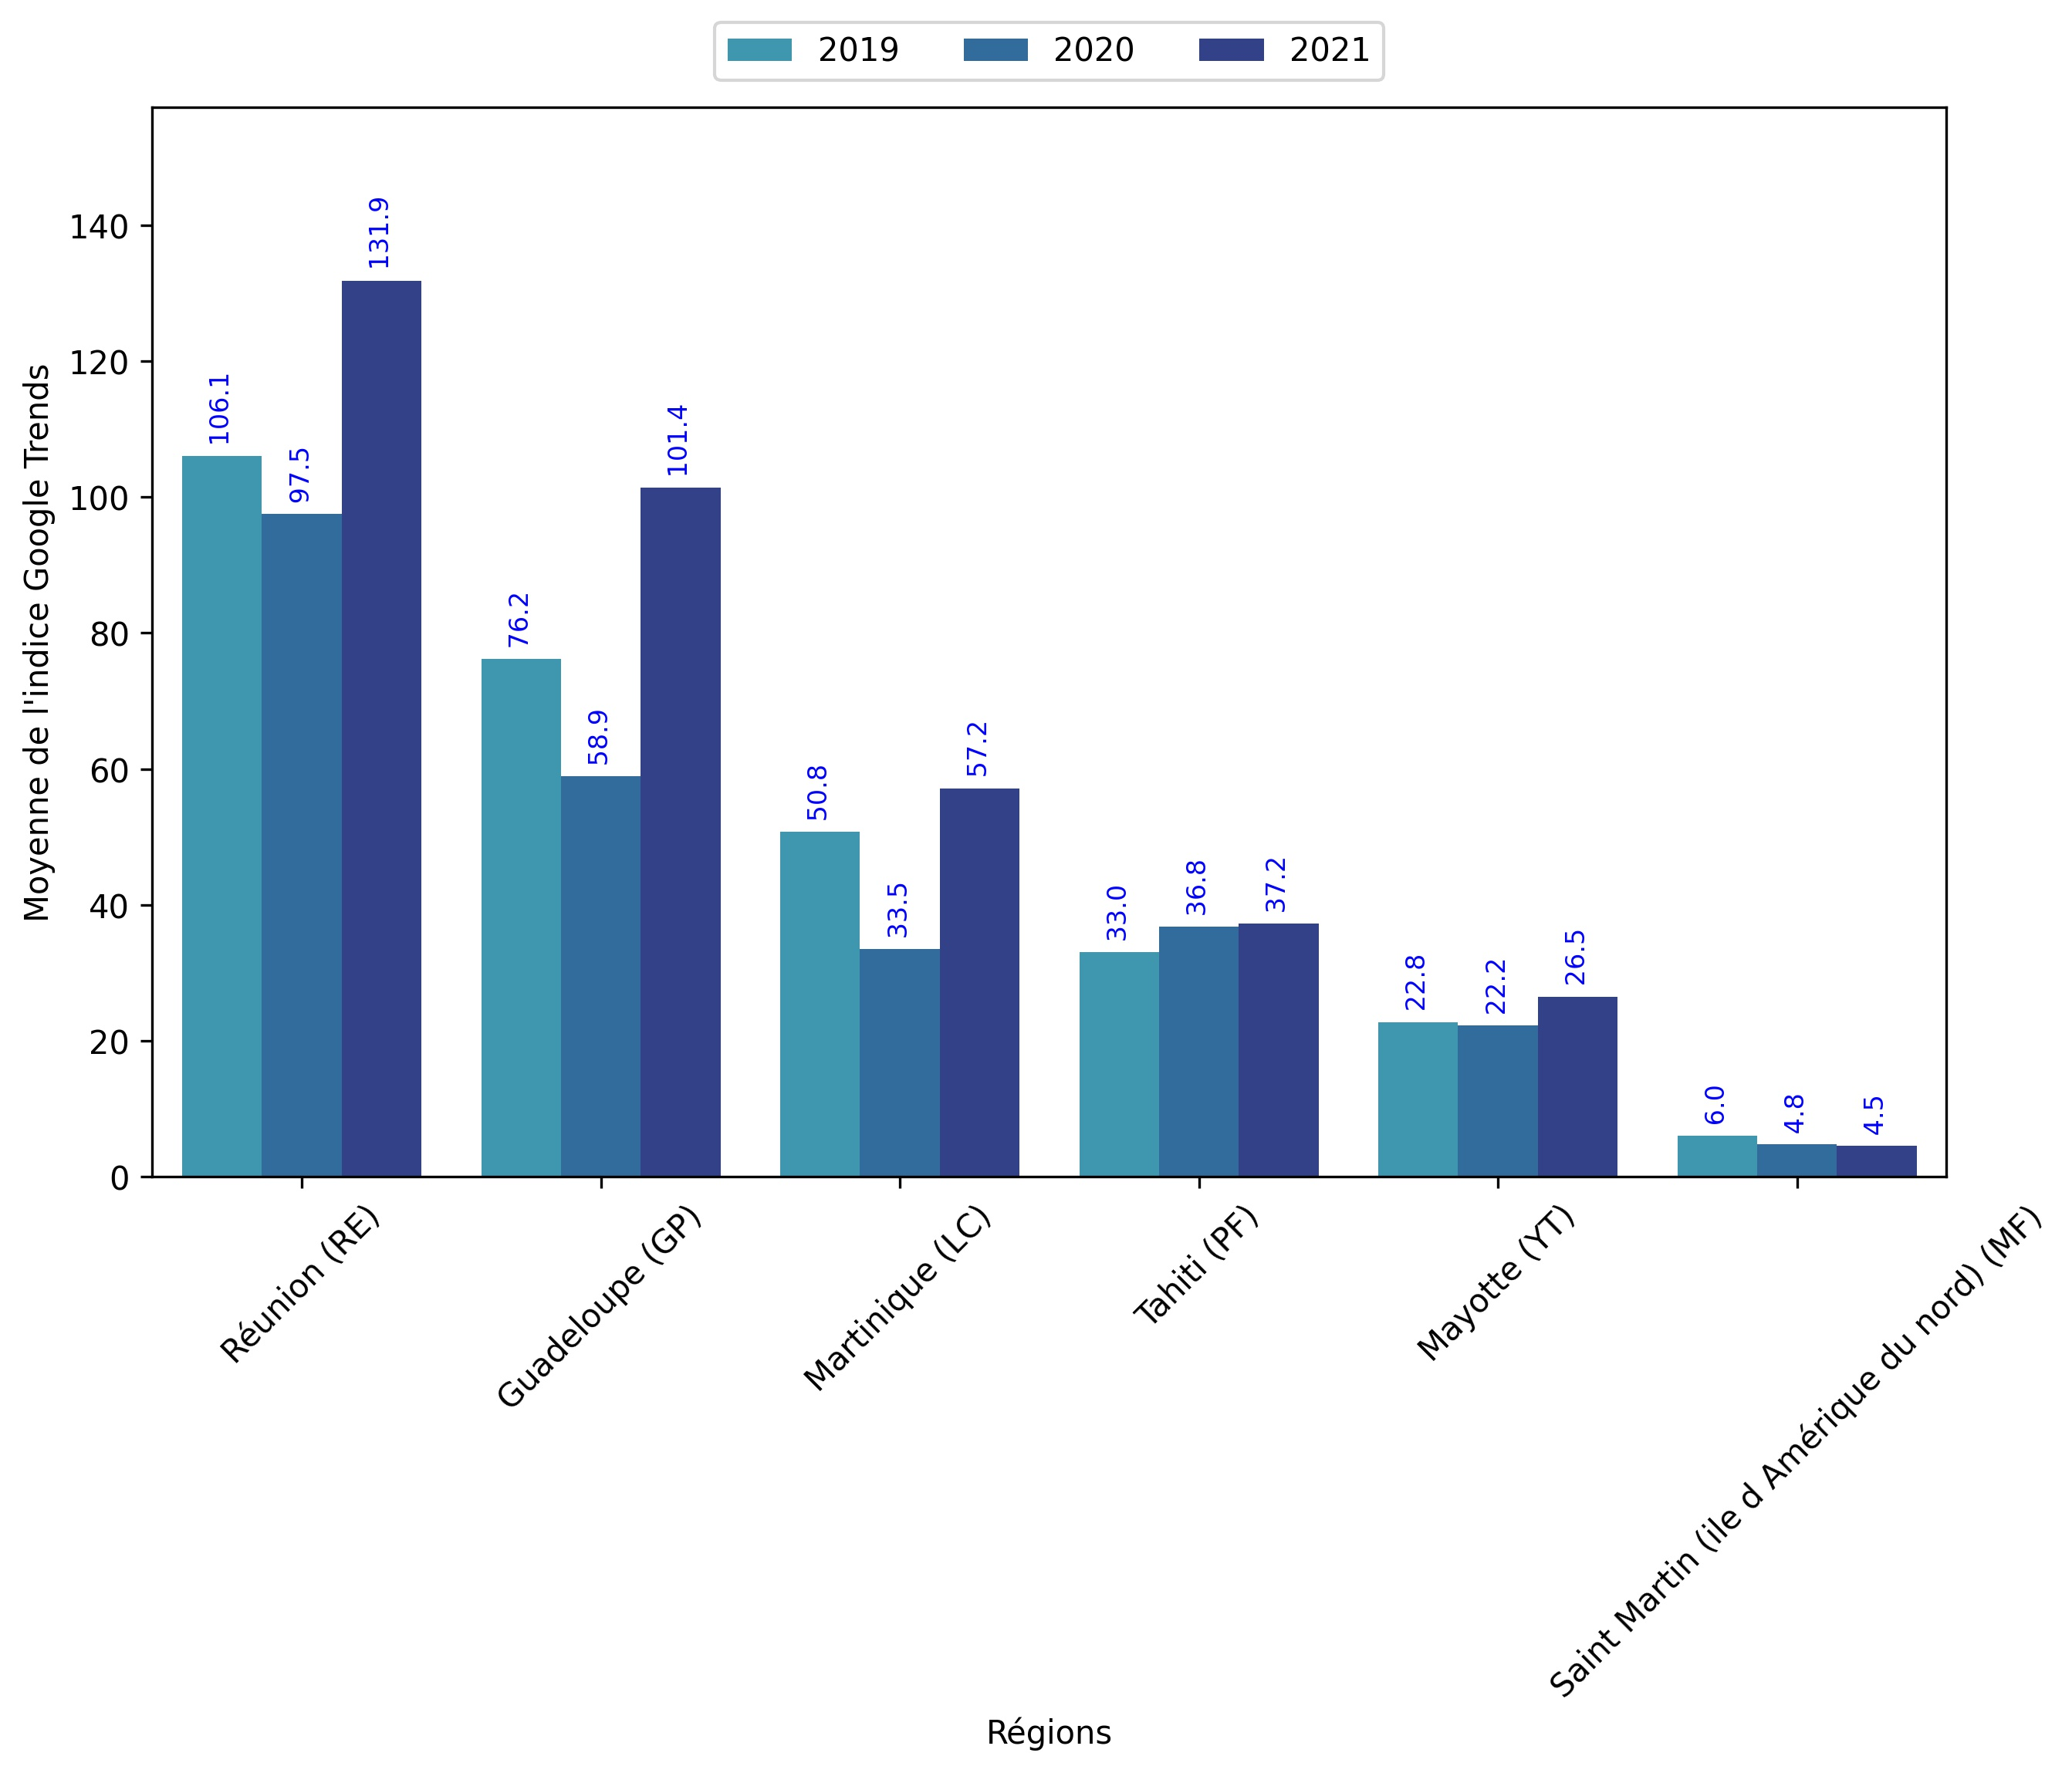 2019 2020 2021
Moyenne de l'indice Google Trends
140
120
100
80
60
40
20
0
106.1 97.5 131.9
76.2 58.9 101.4
50.8 33.5 57.2
33.0 36.8 37.2
22.8 22.2 26.5
6.0 4.8 4.5
Réunion (RE)
Guadeloupe (GP)
Martinique (LC)
Tahiti (PF)
Mayotte (YT)
Saint Martin (ile d Amérique du nord) (MF)
Régions